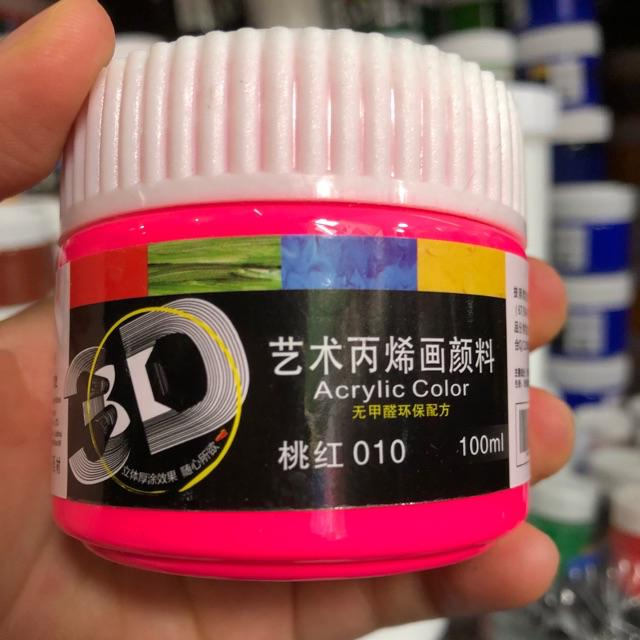 3D
艺术丙烯画颜料
Acrylic Color
无甲醛环保配方
桃红 010
100ml
立体厚涂效果 随心所欲